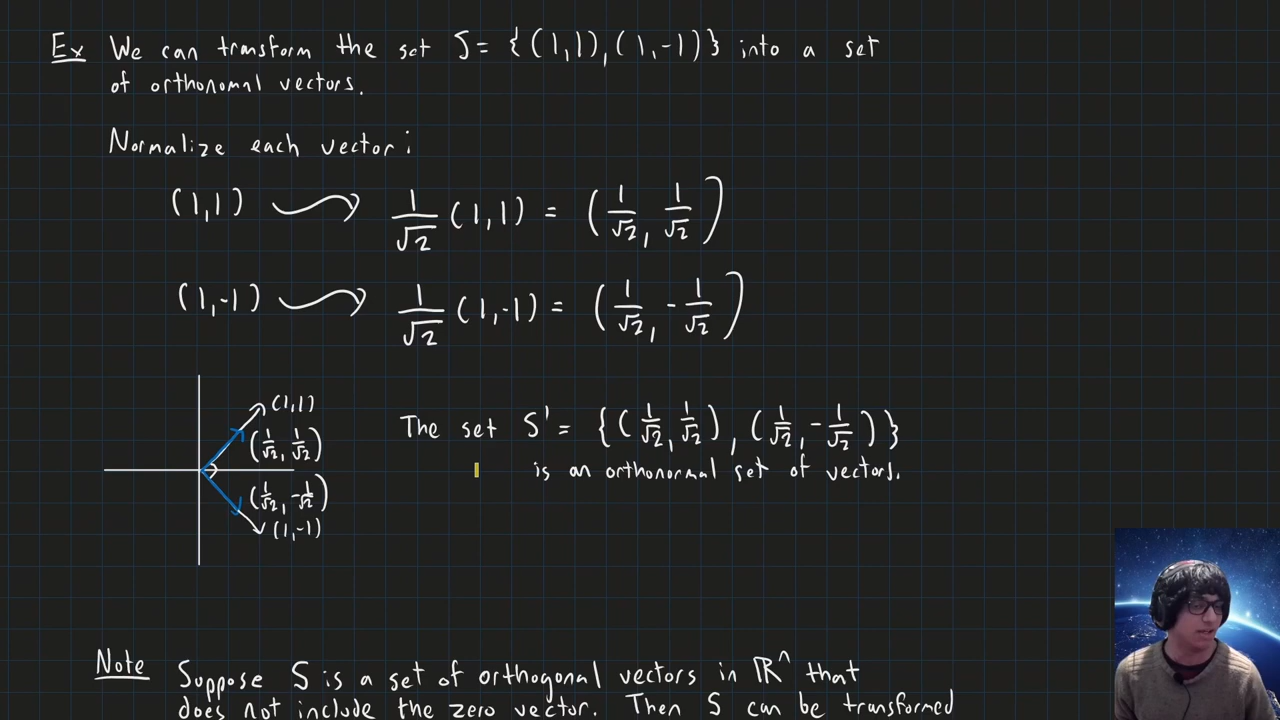 Ex We can transform the set S = {(1,1),(1,-1)} into a set
of orthonomal vectors.
Normalize each vector:
(1,1) ⤳ 1/√2 (1,1) = (1/√2, 1/√2)
(1,-1) ⤳ 1/√2 (1,-1) = (1/√2, -1/√2)
(1,1)
(1/√2, 1/√2)
(1/√2, -1/√2)
(1,-1)
The set S' = {(1/√2, 1/√2), (1/√2, -1/√2)}
is an orthonormal set of vectors.
Note Suppose S is a set of orthogonal vectors in ℝⁿ that
does not include the zero vector. Then S can be transformed